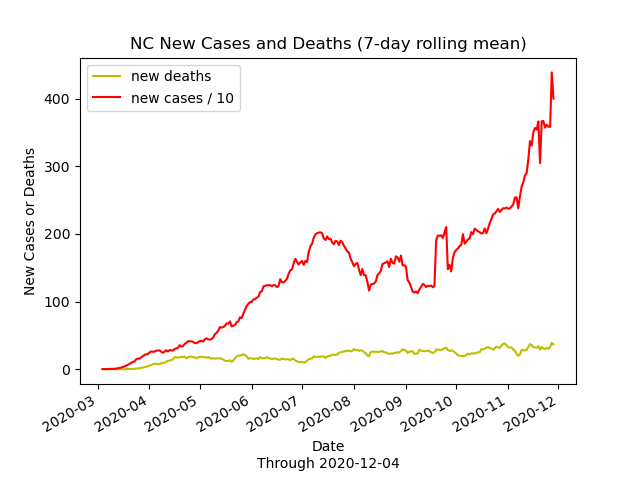 NC New Cases and Deaths (7-day rolling mean)
new deaths
new cases / 10
New Cases or Deaths
400
300
200
100
0
2020-03
2020-04
2020-05
2020-06
2020-07
2020-08
2020-09
2020-10
2020-11
2020-12
Date
Through 2020-12-04